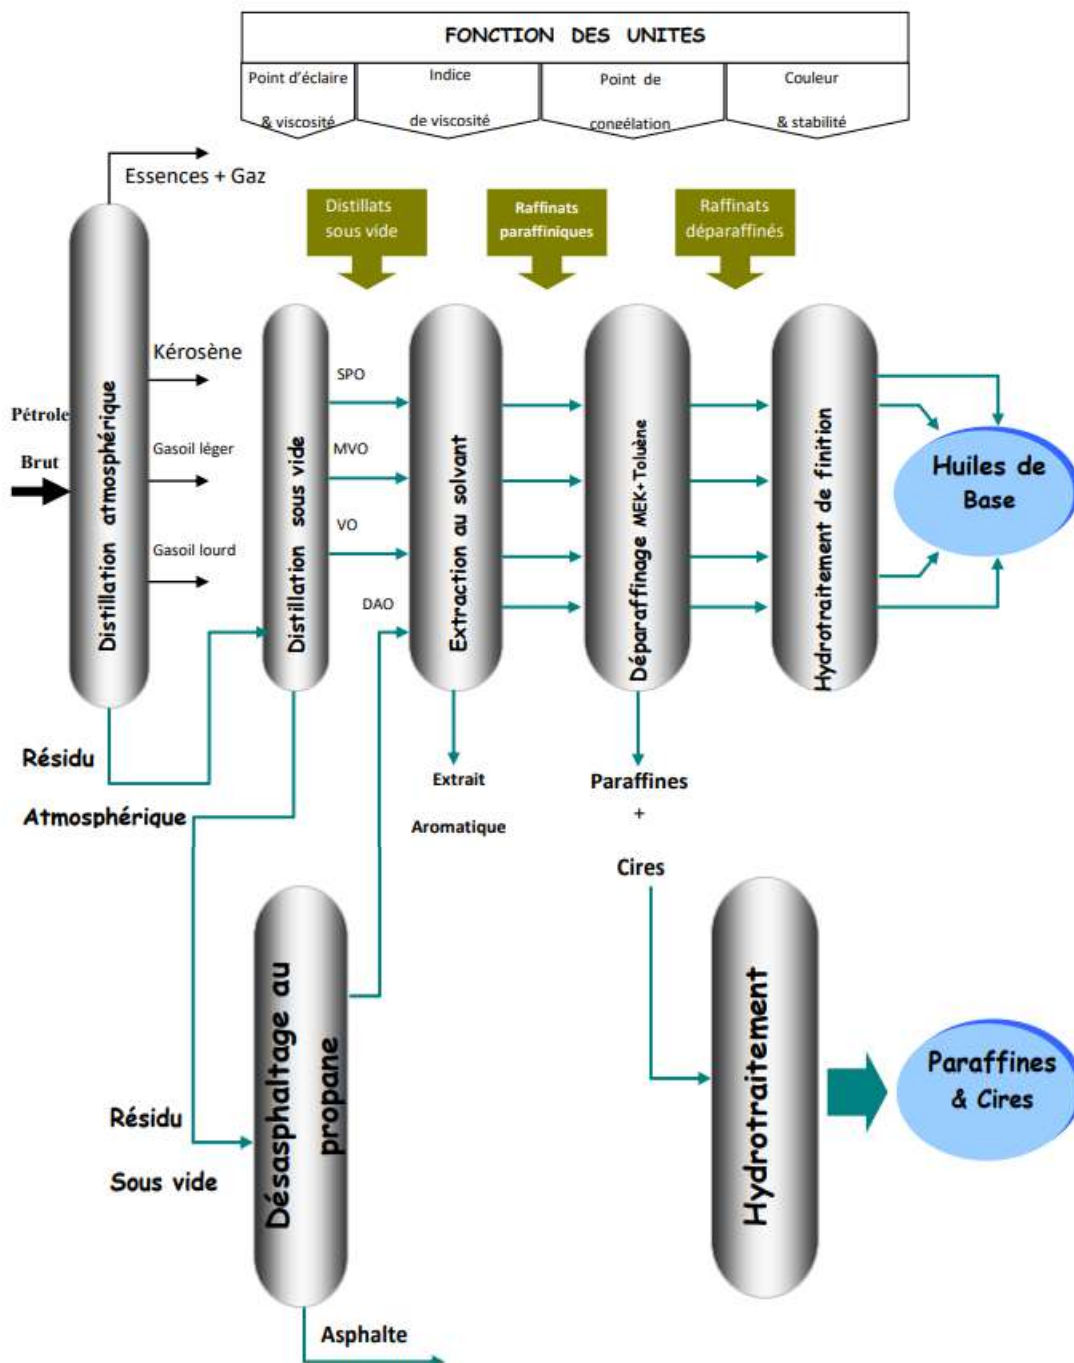 FONCTION DES UNITES
Point d'éclaire
& viscosité
Indice
de viscosité
Point de
congélation
Couleur
& stabilité
Essences + Gaz
Distillats
sous vide
Raffinats
paraffiniques
Raffinats
déparaffinés
Pétrole
Brut
Distillation atmosphérique
Kérosène
Gasoil léger
Gasoil lourd
Distillation sous vide
SPO
MVO
VO
DAO
Extraction au solvant
Déparaffinage MEK+Toluène
Hydrotraitement de finition
Huiles de
Base
Résidu
Atmosphérique
Extrait
Aromatique
Paraffines
+
Cires
Désasphaltage au
propane
Hydrotraitement
Paraffines
& Cires
Résidu
Sous vide
Asphalte